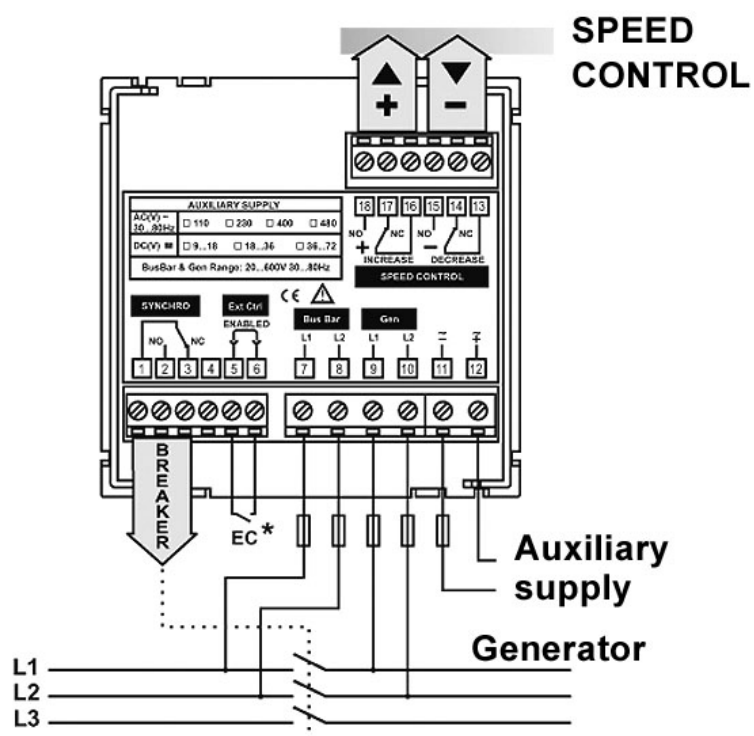 SPEED
CONTROL
+ −
AUXILIARY SUPPLY
AC(V) ~
30..80Hz
□ 110 □ 230 □ 400 □ 480
DC(V) □ 9...18 □ 18...36 □ 36...72
BusBar & Gen Range: 20...600V 30...80Hz
18 17 16 15 14 13
NO NC NO NC
+ −
INCREASE DECREASE
SPEED CONTROL
CE
SYNCHRO Ext Ctrl Bus Bar Gen
ENABLED
NO NC
L1 L2 L1 L2
1 2 3 4 5 6 7 8 9 10 11 12
BREAKER
EC*
Auxiliary
supply
Generator
L1
L2
L3